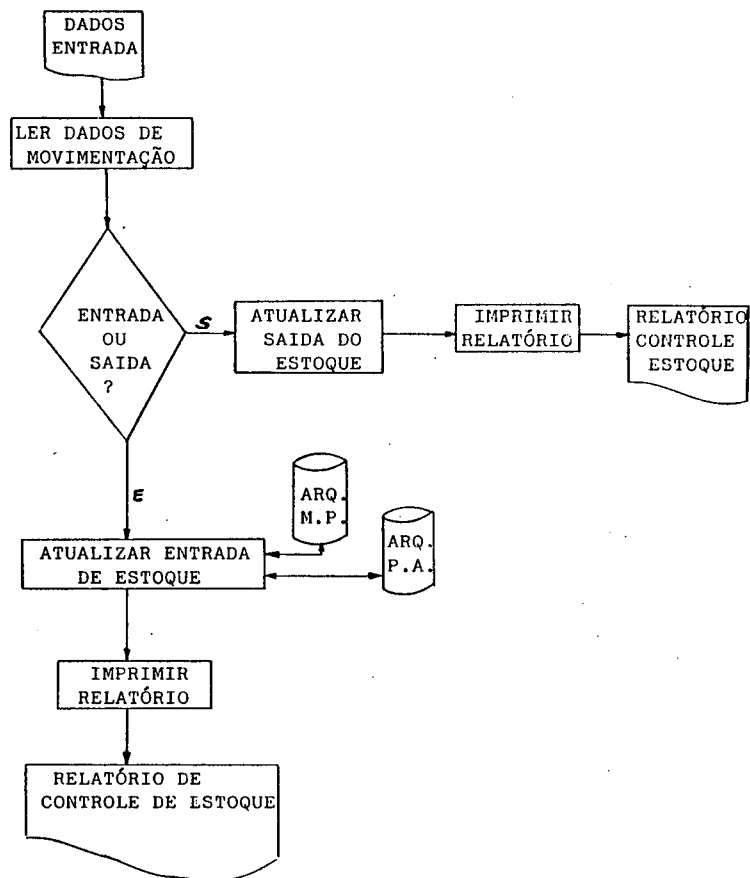 DADOS
ENTRADA
LER DADOS DE
MOVIMENTAÇÃO
ENTRADA
OU
SAIDA
?
S
ATUALIZAR
SAIDA DO
ESTOQUE
IMPRIMIR
RELATÓRIO
RELATÓRIO
CONTROLE
ESTOQUE
E
ARQ.
M.P.
ARQ.
P.A.
ATUALIZAR ENTRADA
DE ESTOQUE
IMPRIMIR
RELATÓRIO
RELATÓRIO DE
CONTROLE DE ESTOQUE